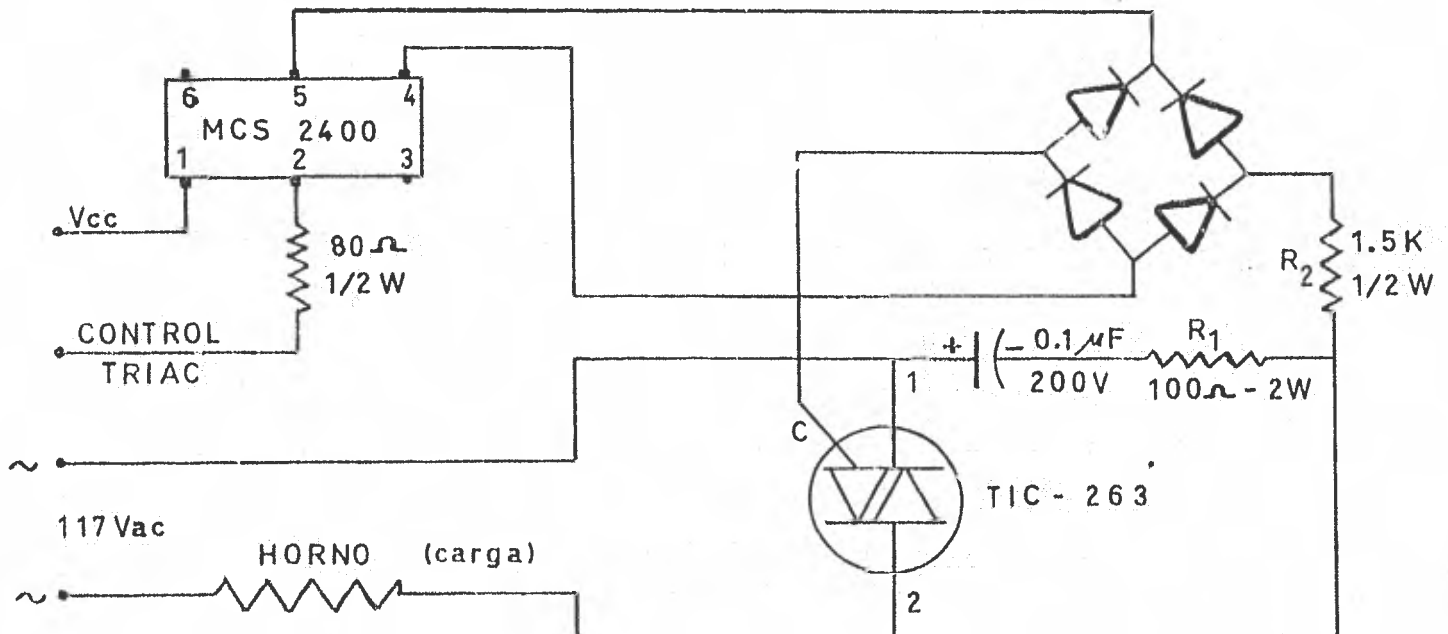 6 5 4
MCS 2400
1 2 3
Vcc
80Ω
1/2 W
CONTROL
TRIAC
~
117 Vac
~
HORNO (carga)
+ - 0.1 μF
200V
R1
100Ω - 2W
R2
1.5 K
1/2 W
1
C
TIC - 263
2